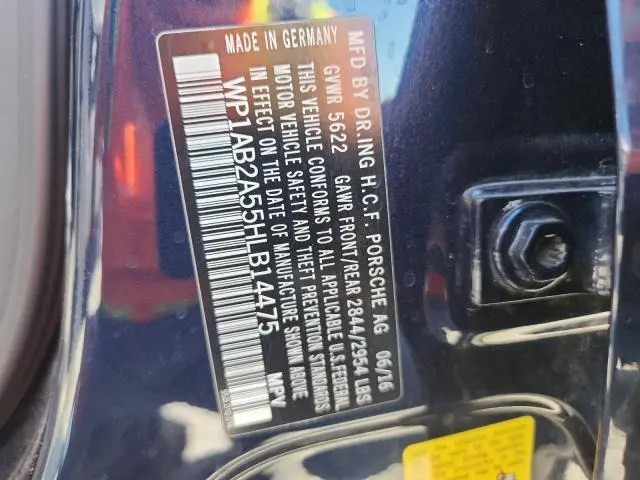 MFD BY DR.ING H.C.F. PORSCHE AG 06/16
GVWR 5622 GAWR FRONT/REAR 2844/2954 LBS
THIS VEHICLE CONFORMS TO ALL APPLICABLE U.S.FEDERAL
MOTOR VEHICLE SAFETY AND THEFT PREVENTION STANDARDS
IN EFFECT ON THE DATE OF MANUFACTURE SHOWN ABOVE
WP1AB2A55HLB14475 MPV
MADE IN GERMANY